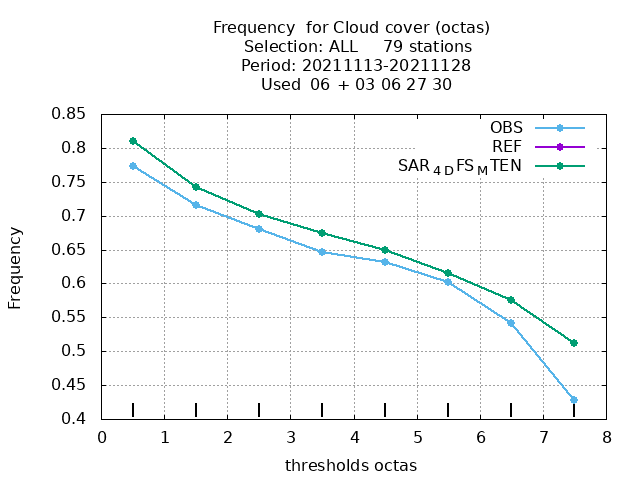 Frequency  for Cloud cover (octas)
Selection: ALL     79 stations
Period: 20211113-20211128
Used  06  + 03 06 27 30
OBS
REF
SAR4DFSMTEN
0.85
0.8
0.75
0.7
0.65
0.6
0.55
0.5
0.45
0.4
Frequency
0 1 2 3 4 5 6 7 8
thresholds octas